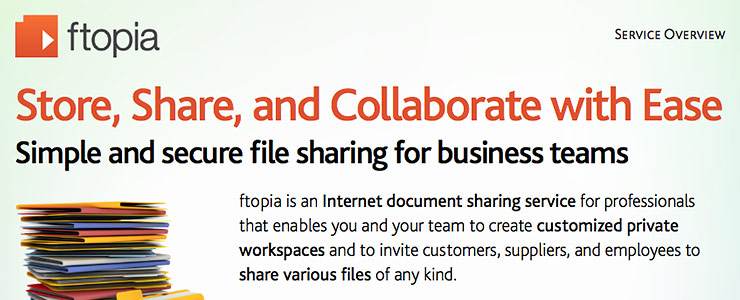 ftopia
Service Overview
Store, Share, and Collaborate with Ease
Simple and secure file sharing for business teams
ftopia is an Internet document sharing service for professionals
that enables you and your team to create customized private
workspaces and to invite customers, suppliers, and employees to
share various files of any kind.